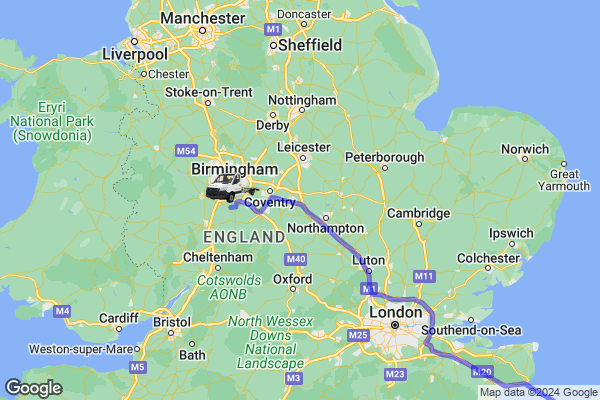 Doncaster
Manchester
M1
Liverpool
Sheffield
Chester
Eryri
National Park
(Snowdonia)
Stoke-on-Trent
Nottingham
Derby
M54
Leicester
Birmingham
Peterborough
Norwich
Great
Yarmouth
Coventry
Northampton
Cambridge
ENGLAND
Ipswich
M40
Cheltenham
Luton
M11
Colchester
Cotswolds
AONB
Oxford
M1
M4
Cardiff
Bristol
North Wessex
Downs
National
Landscape
London
Southend-on-Sea
M25
Weston-super-Mare
Bath
M5
M3
M23
M20
Google
Google
Map data ©2024 Google